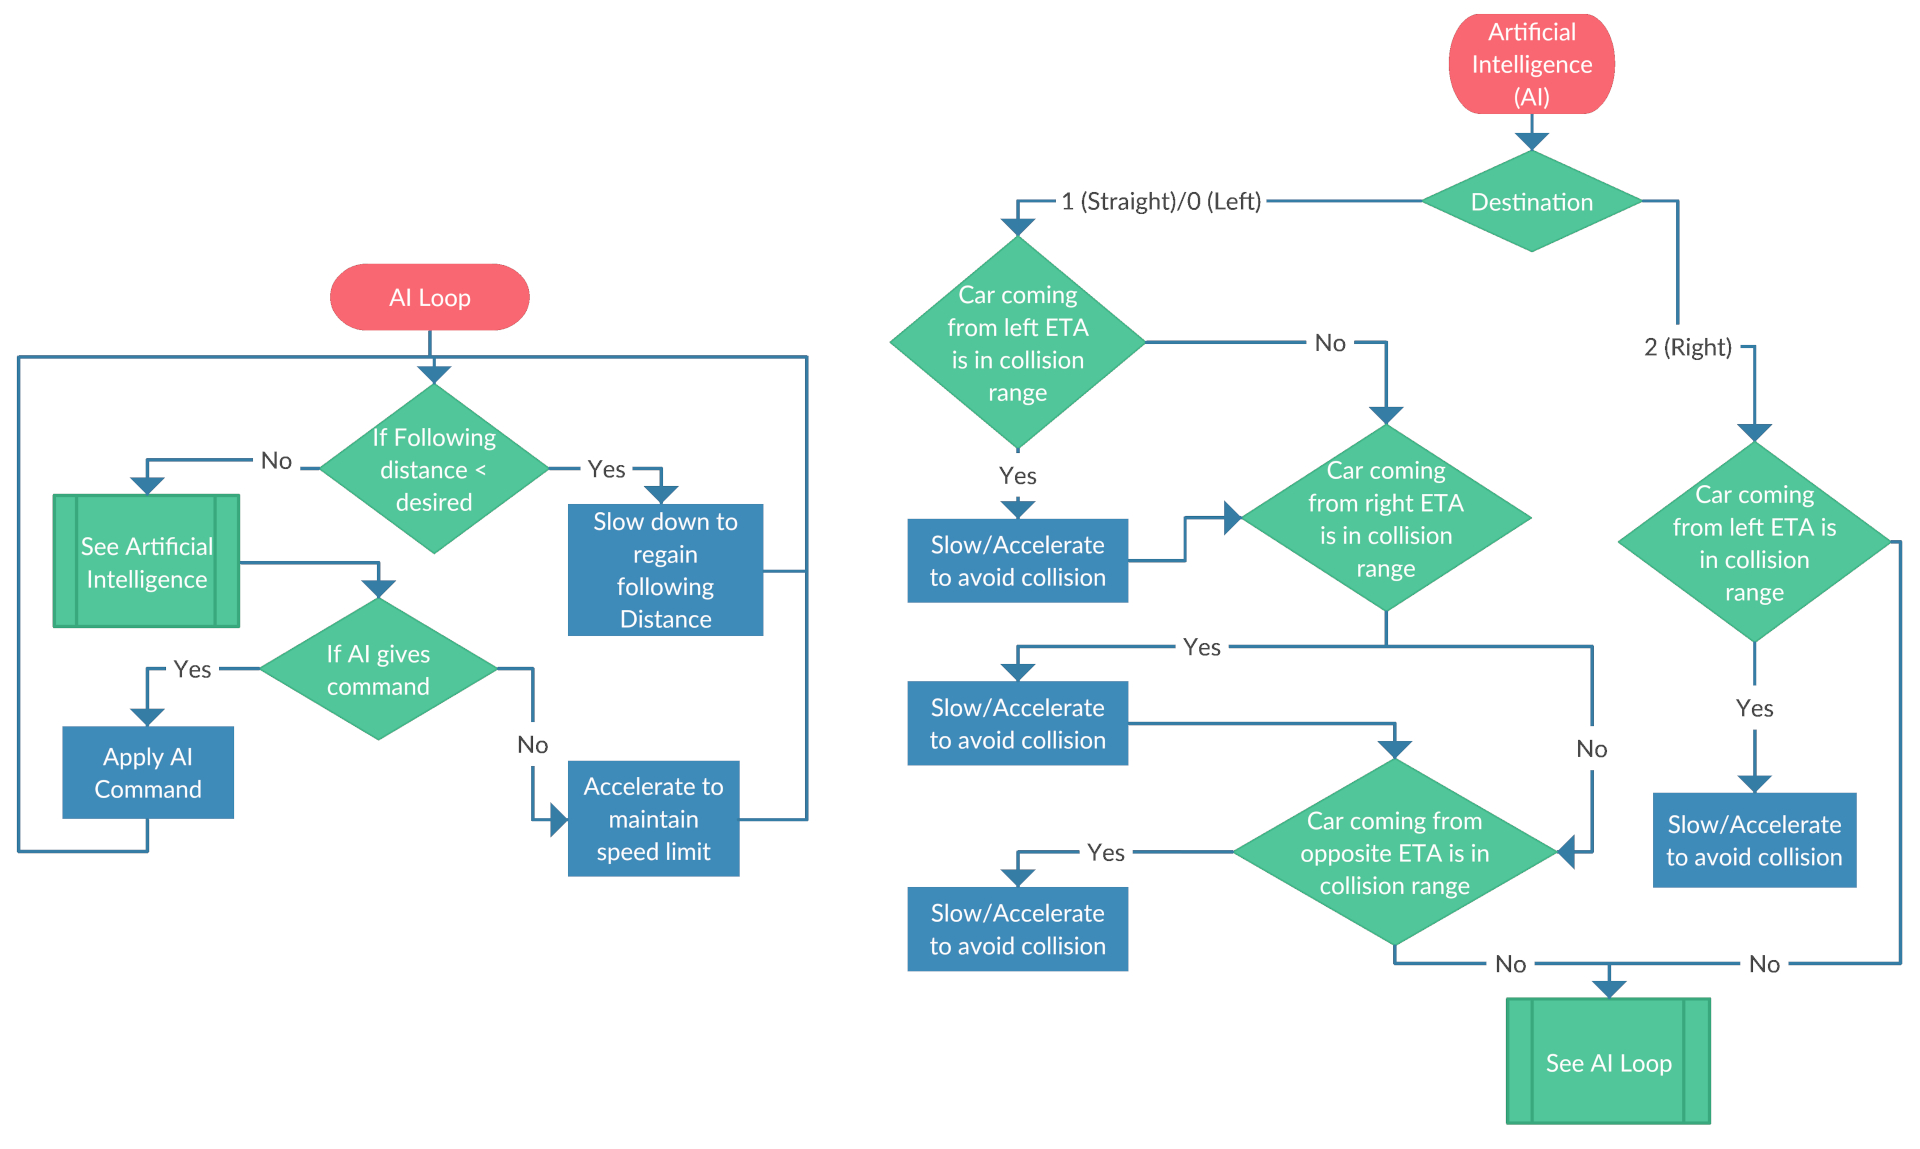 AI Loop
If Following
distance <
desired
No
Yes
See Artificial
Intelligence
Slow down to
regain
following
Distance
If AI gives
command
Yes
No
Apply AI
Command
Accelerate to
maintain
speed limit
Artificial
Intelligence
(AI)
Destination
1 (Straight)/0 (Left)
2 (Right)
Car coming
from left ETA
is in collision
range
No
Yes
Slow/Accelerate
to avoid collision
Car coming
from right ETA
is in collision
range
Yes
No
Slow/Accelerate
to avoid collision
Car coming from
opposite ETA is in
collision range
Yes
Slow/Accelerate
to avoid collision
No
Car coming
from left ETA is
in collision
range
Yes
Slow/Accelerate
to avoid collision
No
See AI Loop